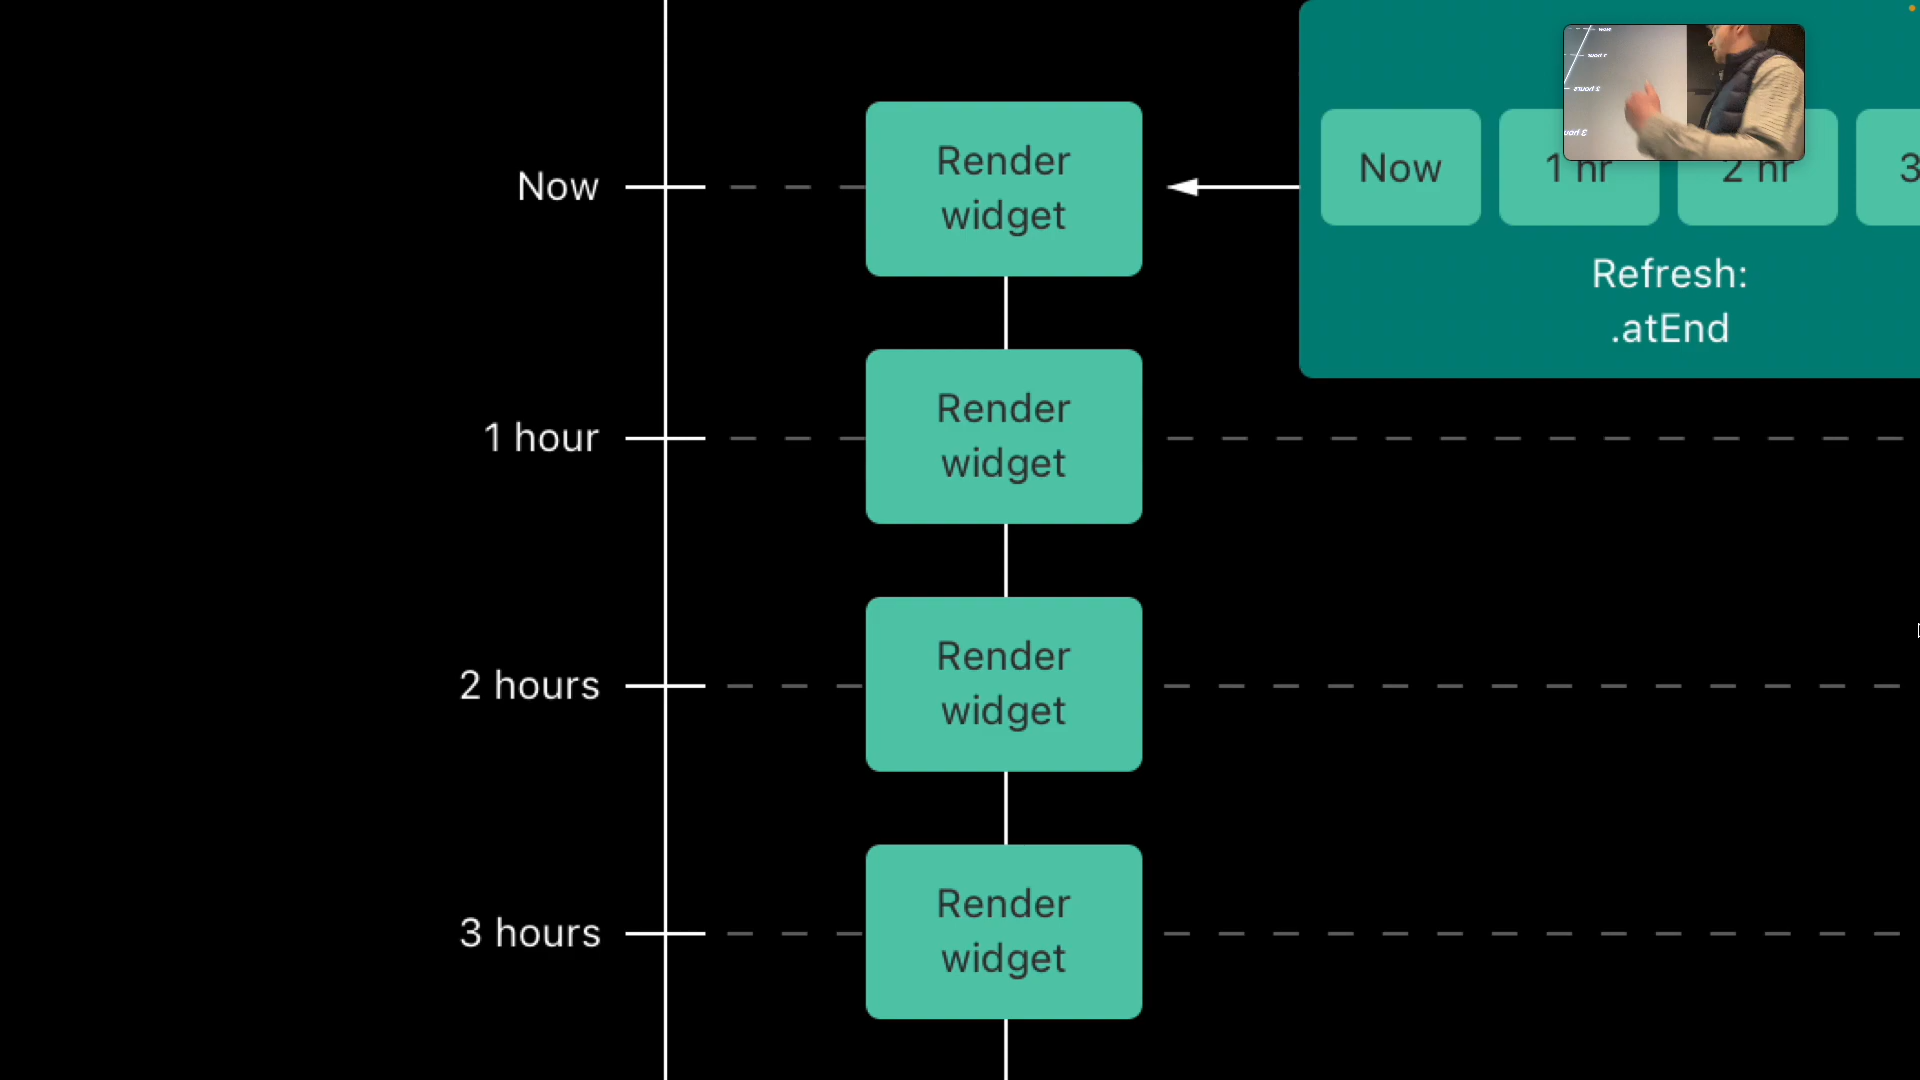 Now
Render
widget
Now
1 hr
2 hr
3
Refresh:
.atEnd
1 hour
Render
widget
2 hours
Render
widget
3 hours
Render
widget